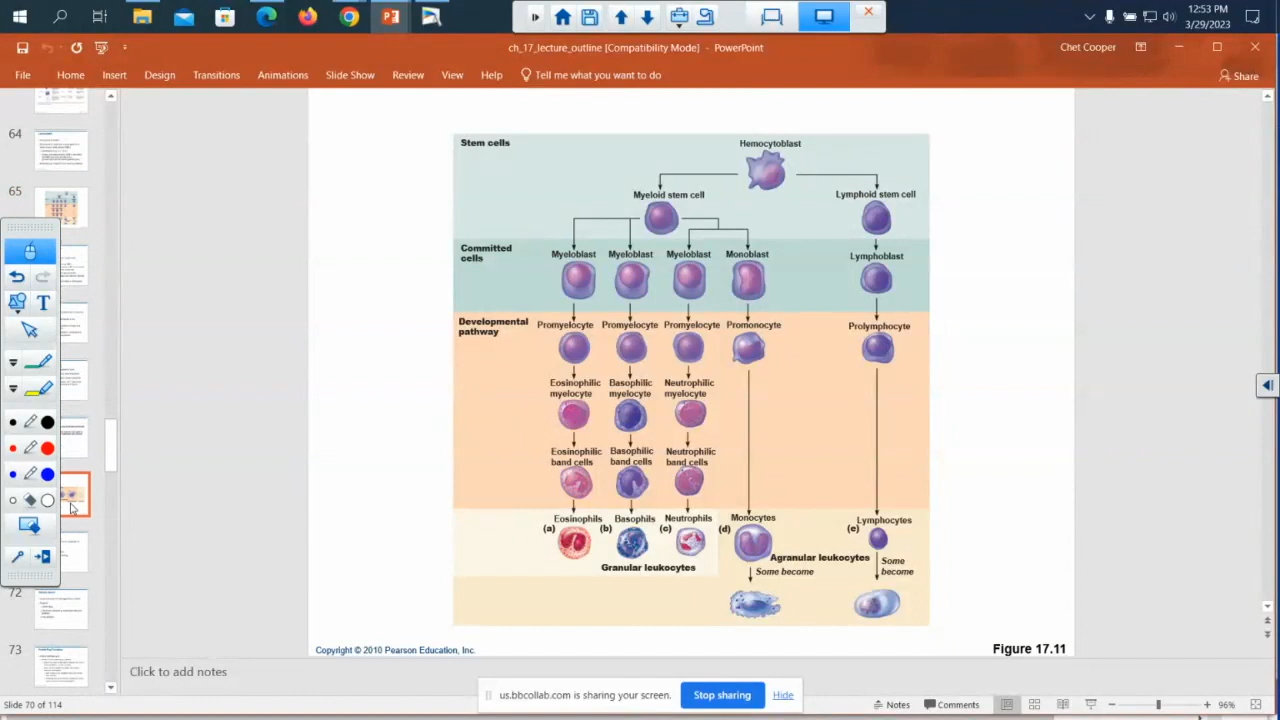 12:53 PM
3/29/2023
ch_17_lecture_outline [Compatibility Mode] - PowerPoint
Chet Cooper
File Home Insert Design Transitions Animations Slide Show Review View Help Tell me what you want to do
Share
64
65
72
73
Stem cells
Hemocytoblast
Myeloid stem cell
Lymphoid stem cell
Committed
cells
Myeloblast Myeloblast Myeloblast Monoblast Lymphoblast
Developmental
pathway
Promyelocyte Promyelocyte Promyelocyte Promonocyte Prolymphocyte
Eosinophilic
myelocyte
Basophilic
myelocyte
Neutrophilic
myelocyte
Eosinophilic
band cells
Basophilic
band cells
Neutrophilic
band cells
(a) Eosinophils
(b) Basophils
(c) Neutrophils
(d) Monocytes
(e) Lymphocytes
Granular leukocytes
Agranular leukocytes
Some become
Some
become
Copyright © 2010 Pearson Education, Inc.
Figure 17.11
Click to add notes
us.bbcollab.com is sharing your screen. Stop sharing Hide
Slide 70 of 114
Notes Comments
96%